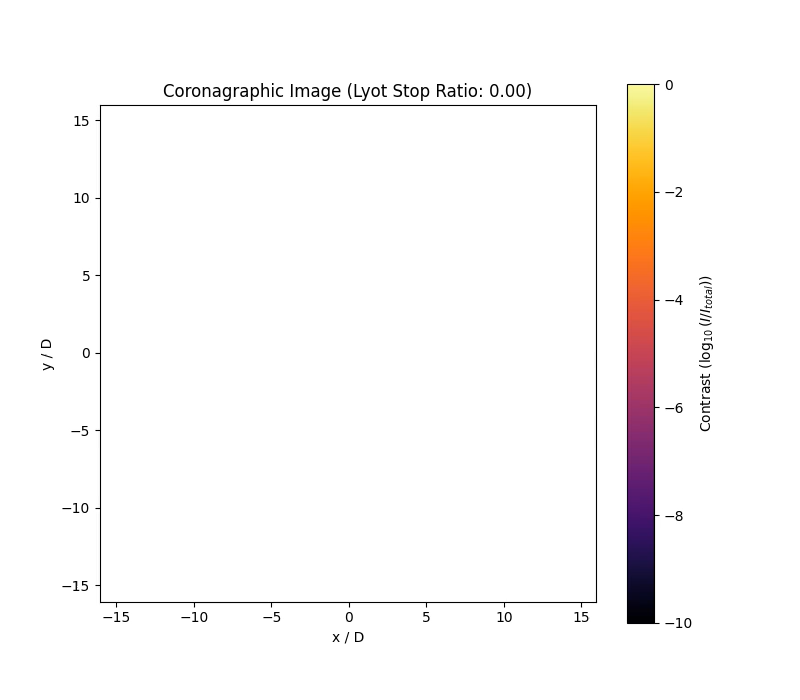 Coronagraphic Image (Lyot Stop Ratio: 0.00)
15
10
5
0
−5
−10
−15
y / D
−15 −10 −5 0 5 10 15
x / D
0
−2
−4
−6
−8
−10
Contrast (log₁₀ (I/I_total))